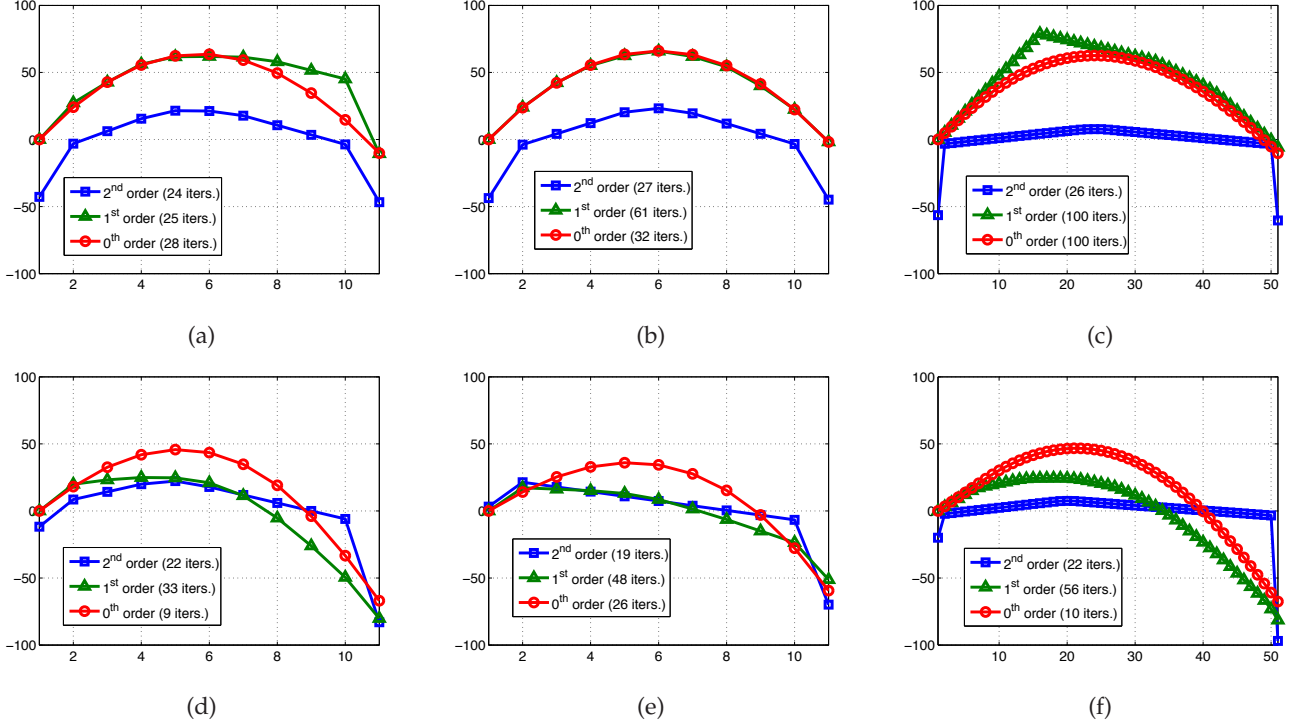 100
50
0
−50
−100
2nd order (24 iters.)
1st order (25 iters.)
0th order (28 iters.)
2 4 6 8 10
(a)
100
50
0
−50
−100
2nd order (27 iters.)
1st order (61 iters.)
0th order (32 iters.)
2 4 6 8 10
(b)
100
50
0
−50
−100
2nd order (26 iters.)
1st order (100 iters.)
0th order (100 iters.)
10 20 30 40 50
(c)
100
50
0
−50
−100
2nd order (22 iters.)
1st order (33 iters.)
0th order (9 iters.)
2 4 6 8 10
(d)
100
50
0
−50
−100
2nd order (19 iters.)
1st order (48 iters.)
0th order (26 iters.)
2 4 6 8 10
(e)
100
50
0
−50
−100
2nd order (22 iters.)
1st order (56 iters.)
0th order (10 iters.)
10 20 30 40 50
(f)